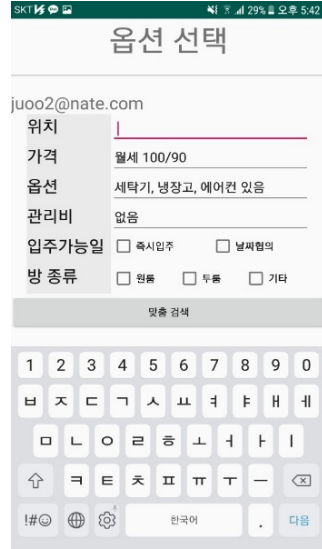 SKT 29% 오후 5:42
옵션 선택
juoo2@nate.com
위치
가격 월세 100/90
옵션 세탁기, 냉장고, 에어컨 있음
관리비 없음
입주가능일 즉시입주 날짜협의
방 종류 원룸 투룸 기타
맞춤 검색
1 2 3 4 5 6 7 8 9 0
ㅂ ㅈ ㄷ ㄱ ㅅ ㅛ ㅕ ㅑ ㅐ ㅔ
ㅁ ㄴ ㅇ ㄹ ㅎ ㅗ ㅓ ㅏ ㅣ
ㅋ ㅌ ㅊ ㅍ ㅠ ㅜ ㅡ
!#☺ 한국어 . 다음